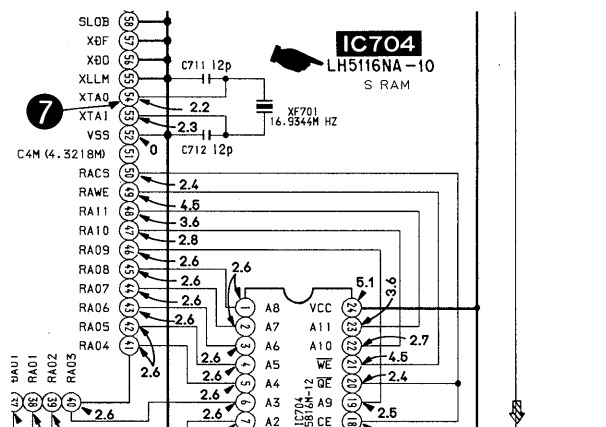 SLOB 58
XDF 57
XDO 56
XLLM 55
XTAO 54
XTAI 53
VSS 52
C4M (4.3218M) 51
RACS 50
RAWE 49
RA11 48
RA10 47
RA09 46
RA08 45
RA07 44
RA06 43
RA05 42
RA04 41
7
C711 12p
2.2
2.3
C712 12p
0
XF701
16.9344M HZ
IC704
LH5116NA-10
S RAM
2.4
4.5
3.6
2.8
2.6
2.6
2.6
2.6
2.6
2.6
5.1
3.6
1 A8 VCC 24
2 A7 A11 23
3 A6 A10 22
2.7
4 A5 WE 21
4.5
2.6
5 A4 OE 20
2.4
2.6
6 A3 A9 19
2.5
2.6
7 A2 CE 18
2.6
IC704
5816M-12
RA01
RA02
RA03
37 38 39 40
2.6